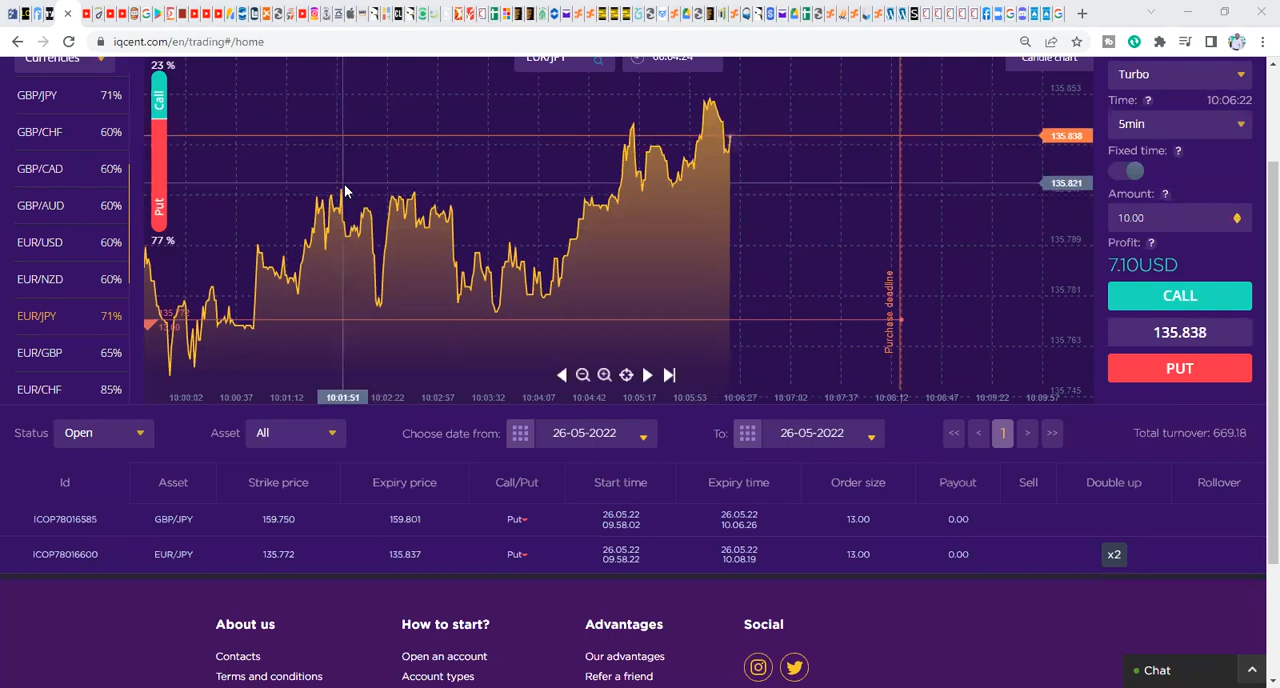 iqcent.com/en/trading#/home
Currencies
GBP/JPY 71%
GBP/CHF 60%
GBP/CAD 60%
GBP/AUD 60%
EUR/USD 60%
EUR/NZD 60%
EUR/JPY 71%
EUR/GBP 65%
EUR/CHF 85%
23 %
Call
Put
77 %
EUR/JPY
00:04:24
Candle chart
135.853
135.838
135.821
135.789
135.781
135.763
135.745
135.772
13.00
Purchase deadline
10:00:02 10:00:37 10:01:12 10:01:51 10:02:22 10:02:57 10:03:32 10:04:07 10:04:42 10:05:17 10:05:53 10:06:27 10:07:02 10:07:37 10:08:12 10:08:47 10:09:22 10:09:57
Turbo
Time: ? 10:06:22
5min
Fixed time: ?
Amount: ?
10.00
Profit: ?
7.10USD
CALL
135.838
PUT
Status Open Asset All Choose date from: 26-05-2022 To: 26-05-2022 << < 1 > >> Total turnover: 669.18
Id Asset Strike price Expiry price Call/Put Start time Expiry time Order size Payout Sell Double up Rollover
ICOP78016585 GBP/JPY 159.750 159.801 Put 26.05.22 09.58.02 26.05.22 10.06.26 13.00 0.00
ICOP78016600 EUR/JPY 135.772 135.837 Put 26.05.22 09.58.22 26.05.22 10.08.19 13.00 0.00 x2
About us
Contacts
Terms and conditions
How to start?
Open an account
Account types
Advantages
Our advantages
Refer a friend
Social
Chat